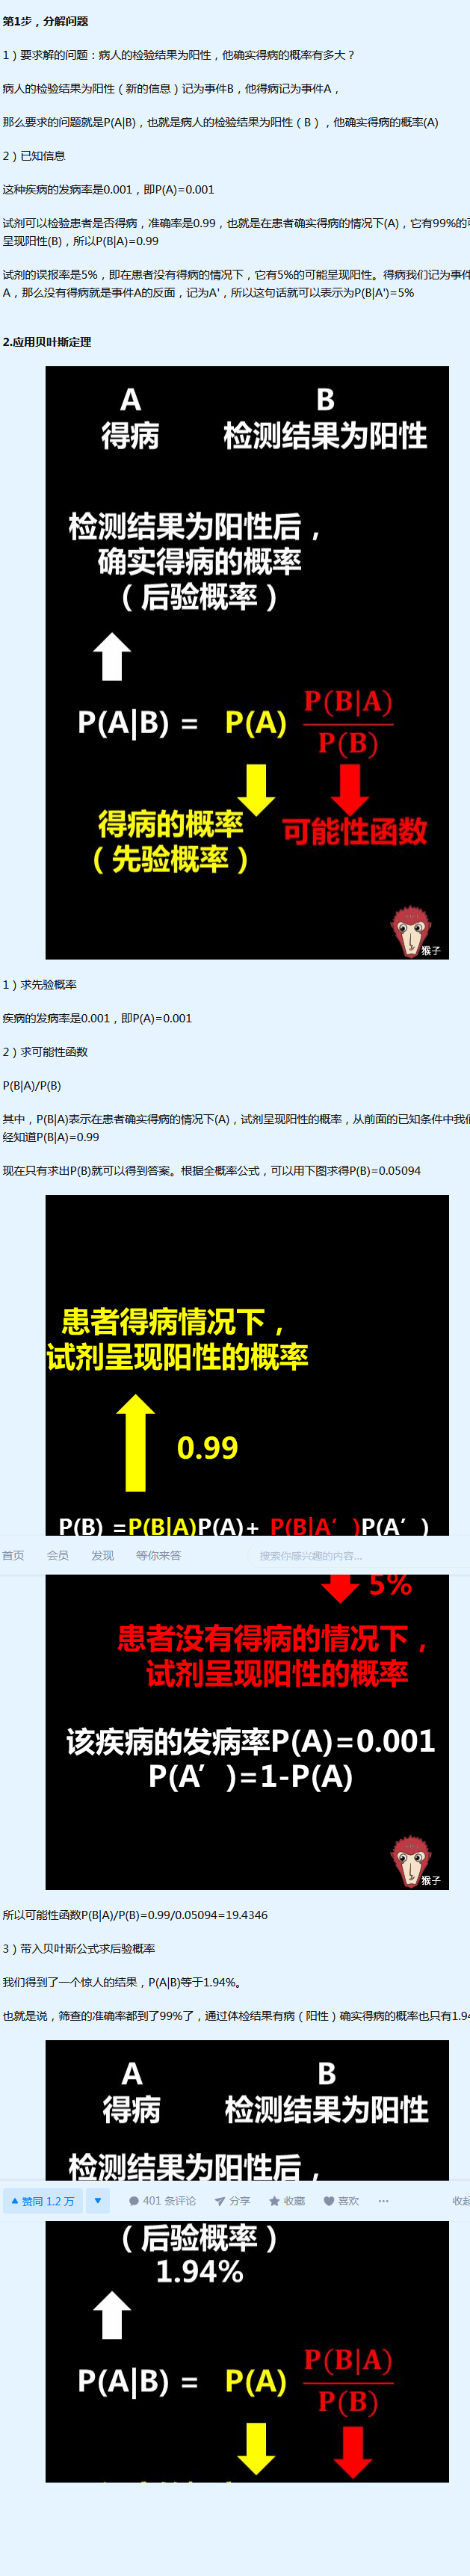 第1步，分解问题
1）要求解的问题：病人的检验结果为阳性，他确实得病的概率有多大？
病人的检验结果为阳性（新的信息）记为事件B，他得病记为事件A，
那么要求的问题就是P(A|B)，也就是病人的检验结果为阳性（B），他确实得病的概率(A)
2）已知信息
这种疾病的发病率是0.001，即P(A)=0.001
试剂可以检验患者是否得病，准确率是0.99，也就是在患者确实得病的情况下(A)，它有99%的可
呈现阳性(B)，所以P(B|A)=0.99
试剂的误报率是5%，即在患者没有得病的情况下，它有5%的可能呈现阳性。得病我们记为事件
A，那么没有得病就是事件A的反面，记为A'，所以这句话就可以表示为P(B|A')=5%
2.应用贝叶斯定理
A B
得病 检测结果为阳性
检测结果为阳性后，
确实得病的概率
（后验概率）
P(A|B) = P(A) P(B|A)
P(B)
得病的概率
（先验概率）
可能性函数
猴子
1）求先验概率
疾病的发病率是0.001，即P(A)=0.001
2）求可能性函数
P(B|A)/P(B)
其中，P(B|A)表示在患者确实得病的情况下(A)，试剂呈现阳性的概率，从前面的已知条件中我们
经知道P(B|A)=0.99
现在只有求出P(B)就可以得到答案。根据全概率公式，可以用下图求得P(B)=0.05094
患者得病情况下，
试剂呈现阳性的概率
0.99
P(B) =P(B|A)P(A)+ P(B|A′)P(A′)
首页 会员 发现 等你来答 搜索你感兴趣的内容...
5%
患者没有得病的情况下，
试剂呈现阳性的概率
该疾病的发病率P(A)=0.001
P(A′)=1-P(A)
猴子
所以可能性函数P(B|A)/P(B)=0.99/0.05094=19.4346
3）带入贝叶斯公式求后验概率
我们得到了一个惊人的结果，P(A|B)等于1.94%。
也就是说，筛查的准确率都到了99%了，通过体检结果有病（阳性）确实得病的概率也只有1.94
A B
得病 检测结果为阳性
检测结果为阳性后，
赞同 1.2 万 401 条评论 分享 收藏 喜欢 ··· 收起
（后验概率）
1.94%
P(A|B) = P(A) P(B|A)
P(B)